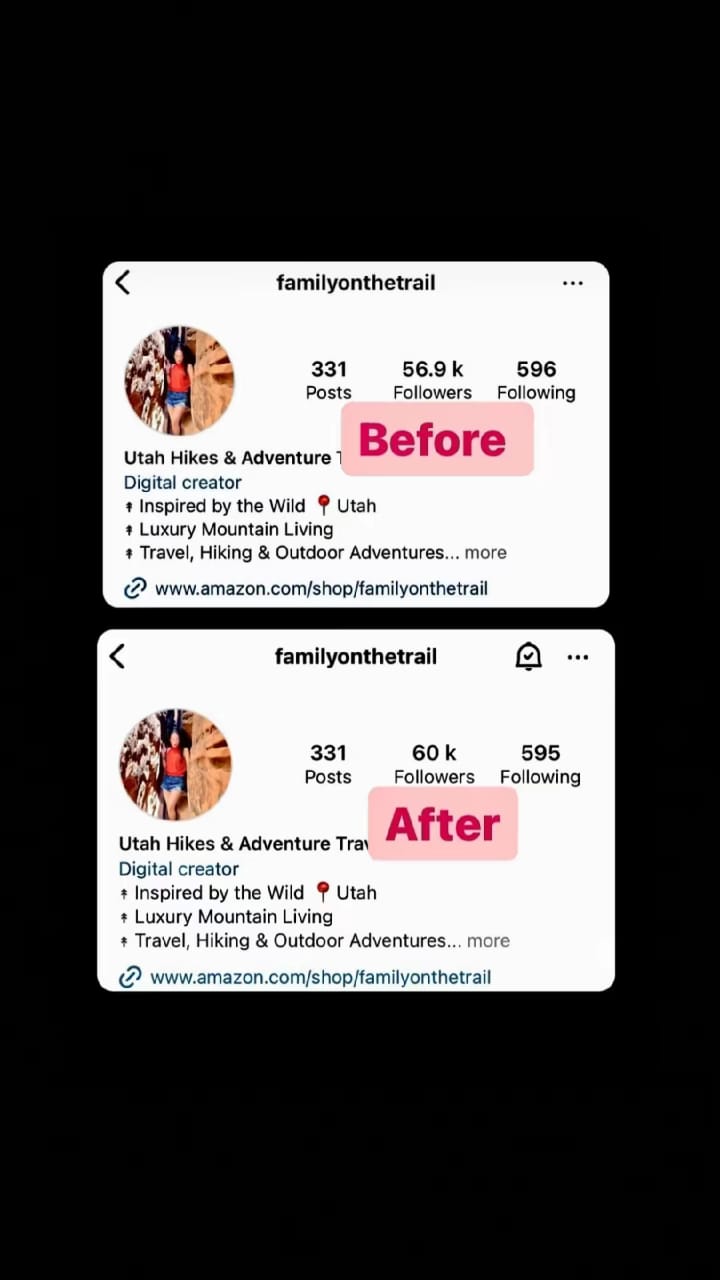 familyonthetrail
331 56.9 k 596
Posts Followers Following
Before
Utah Hikes & Adventure
Digital creator
Inspired by the Wild 📍 Utah
Luxury Mountain Living
Travel, Hiking & Outdoor Adventures... more
www.amazon.com/shop/familyonthetrail
familyonthetrail
331 60 k 595
Posts Followers Following
After
Utah Hikes & Adventure
Digital creator
Inspired by the Wild 📍 Utah
Luxury Mountain Living
Travel, Hiking & Outdoor Adventures... more
www.amazon.com/shop/familyonthetrail